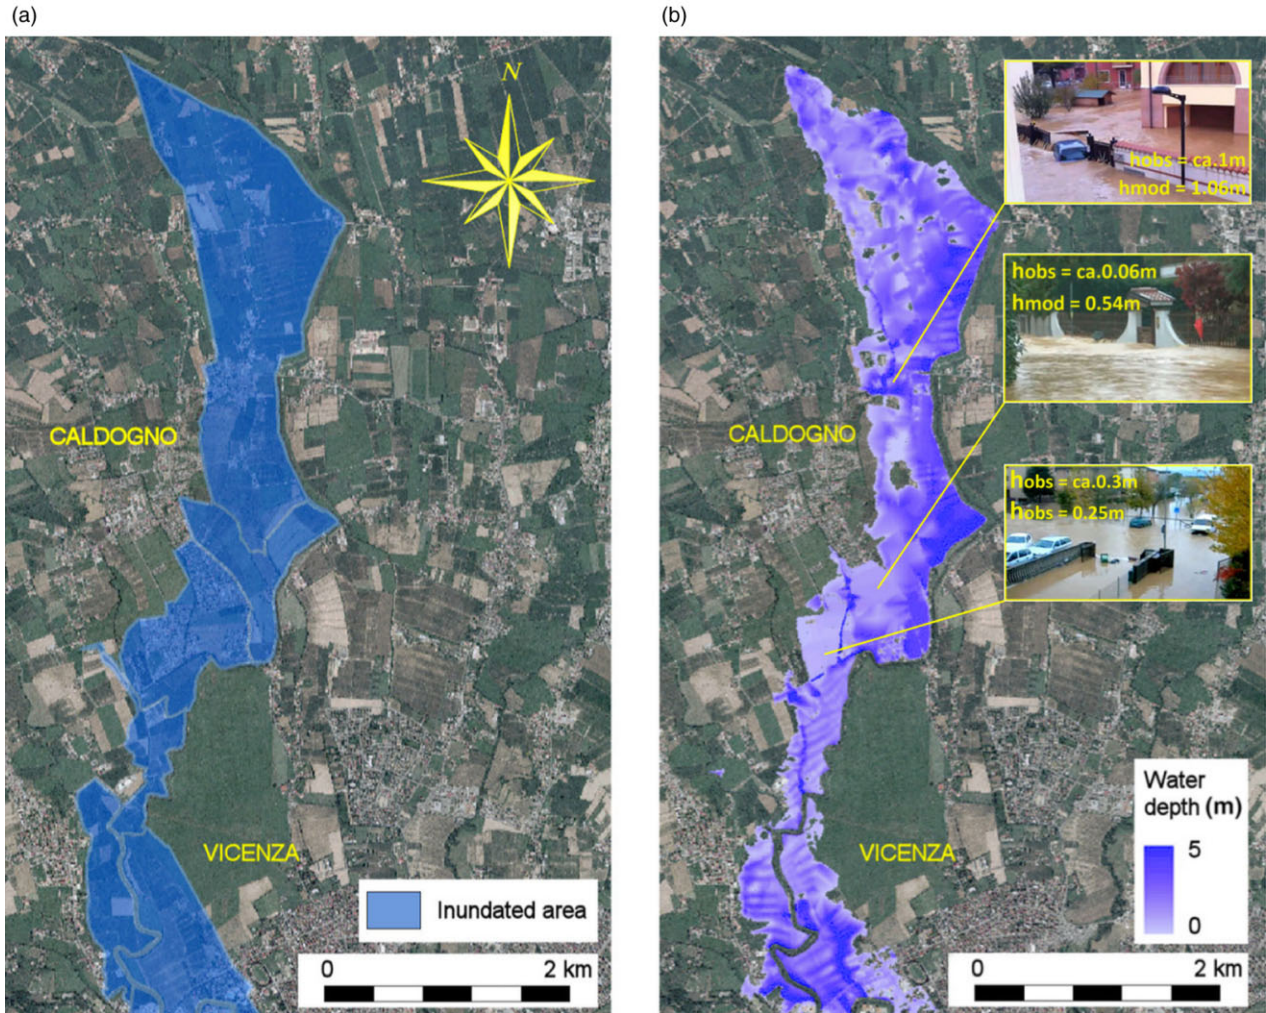 (a)
N
CALDOGNO
VICENZA
Inundated area
0 2 km
(b)
hobs = ca.1m
hmod = 1.06m
hobs = ca.0.06m
hmod = 0.54m
CALDOGNO
hobs = ca.0.3m
hobs = 0.25m
VICENZA
Water
depth (m)
5
0
0 2 km